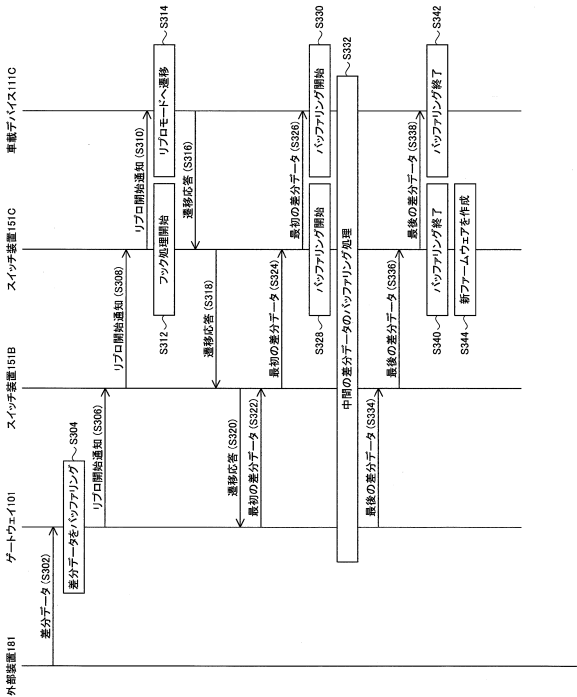 外部装置181
ゲートウェイ101
スイッチ装置151B
スイッチ装置151C
車載デバイス111C
差分データ(S302)
差分データをバッファリング
S304
リプロ開始通知(S306)
リプロ開始通知(S308)
リプロ開始通知(S310)
フック処理開始
S312
リプロモードへ遷移
S314
遷移応答(S316)
遷移応答(S318)
遷移応答(S320)
最初の差分データ(S322)
最初の差分データ(S324)
最初の差分データ(S326)
バッファリング開始
S328
バッファリング開始
S330
中間の差分データのバッファリング処理
S332
最後の差分データ(S334)
最後の差分データ(S336)
最後の差分データ(S338)
バッファリング終了
S340
バッファリング終了
S342
新ファームウェアを作成
S344